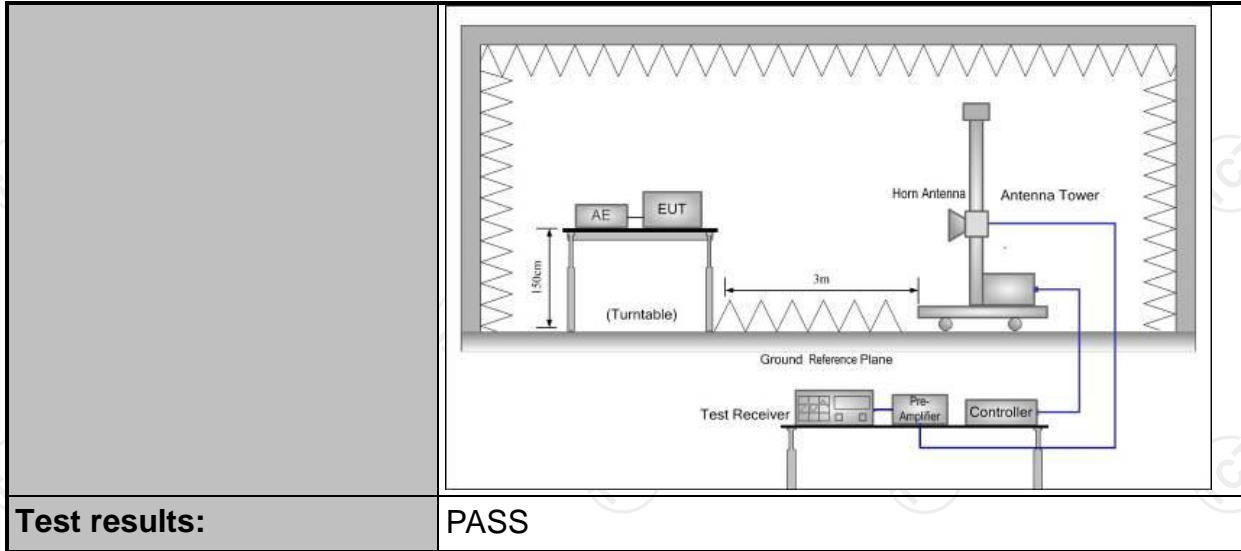 Horn Antenna
Antenna Tower
AE
EUT
150cm
3m
(Turntable)
Ground Reference Plane
Test Receiver
Pre-
Amplifier
Controller
Test results:
PASS